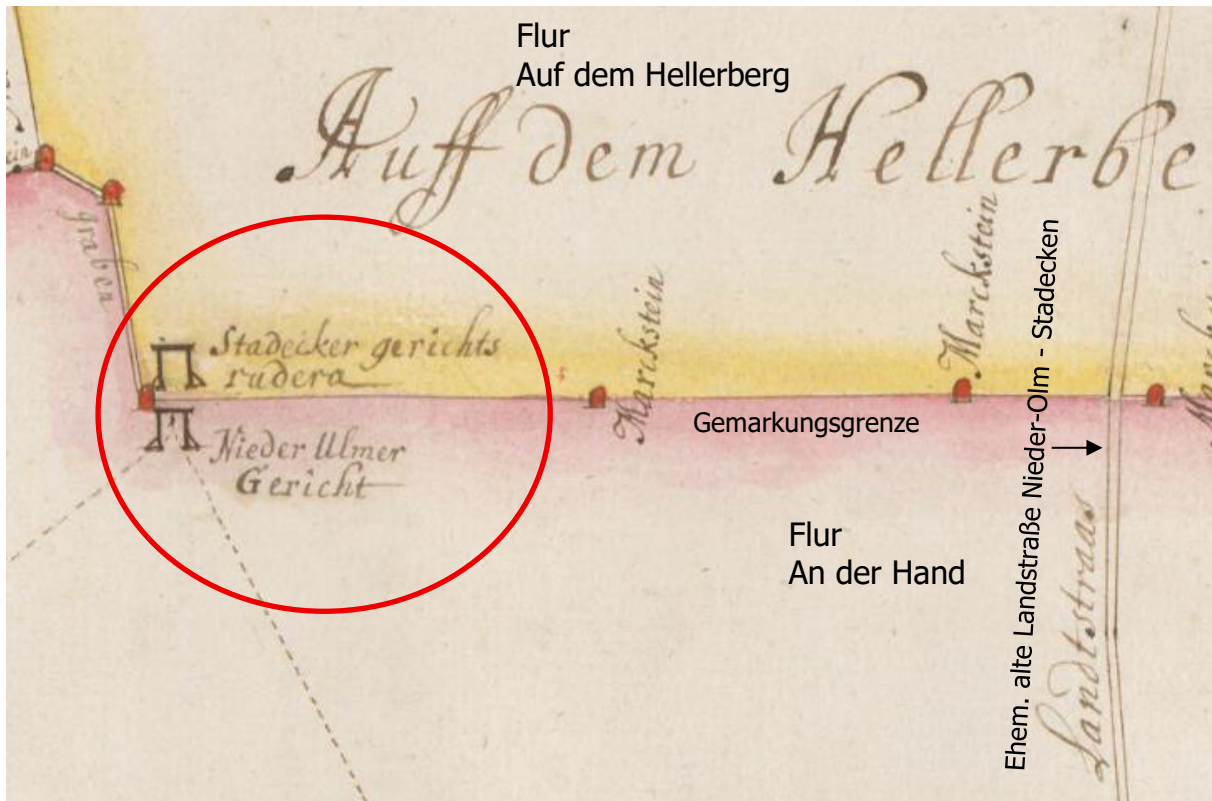 Flur
Auf dem Hellerberg
Auff dem Hellerbe
graben
Stadecker gerichts
rudera
Nieder Ulmer
Gericht
Marckstein
Marckstein
Gemarkungsgrenze
Flur
An der Hand
Ehem. alte Landstraße Nieder-Olm - Stadecken
Landtstraas